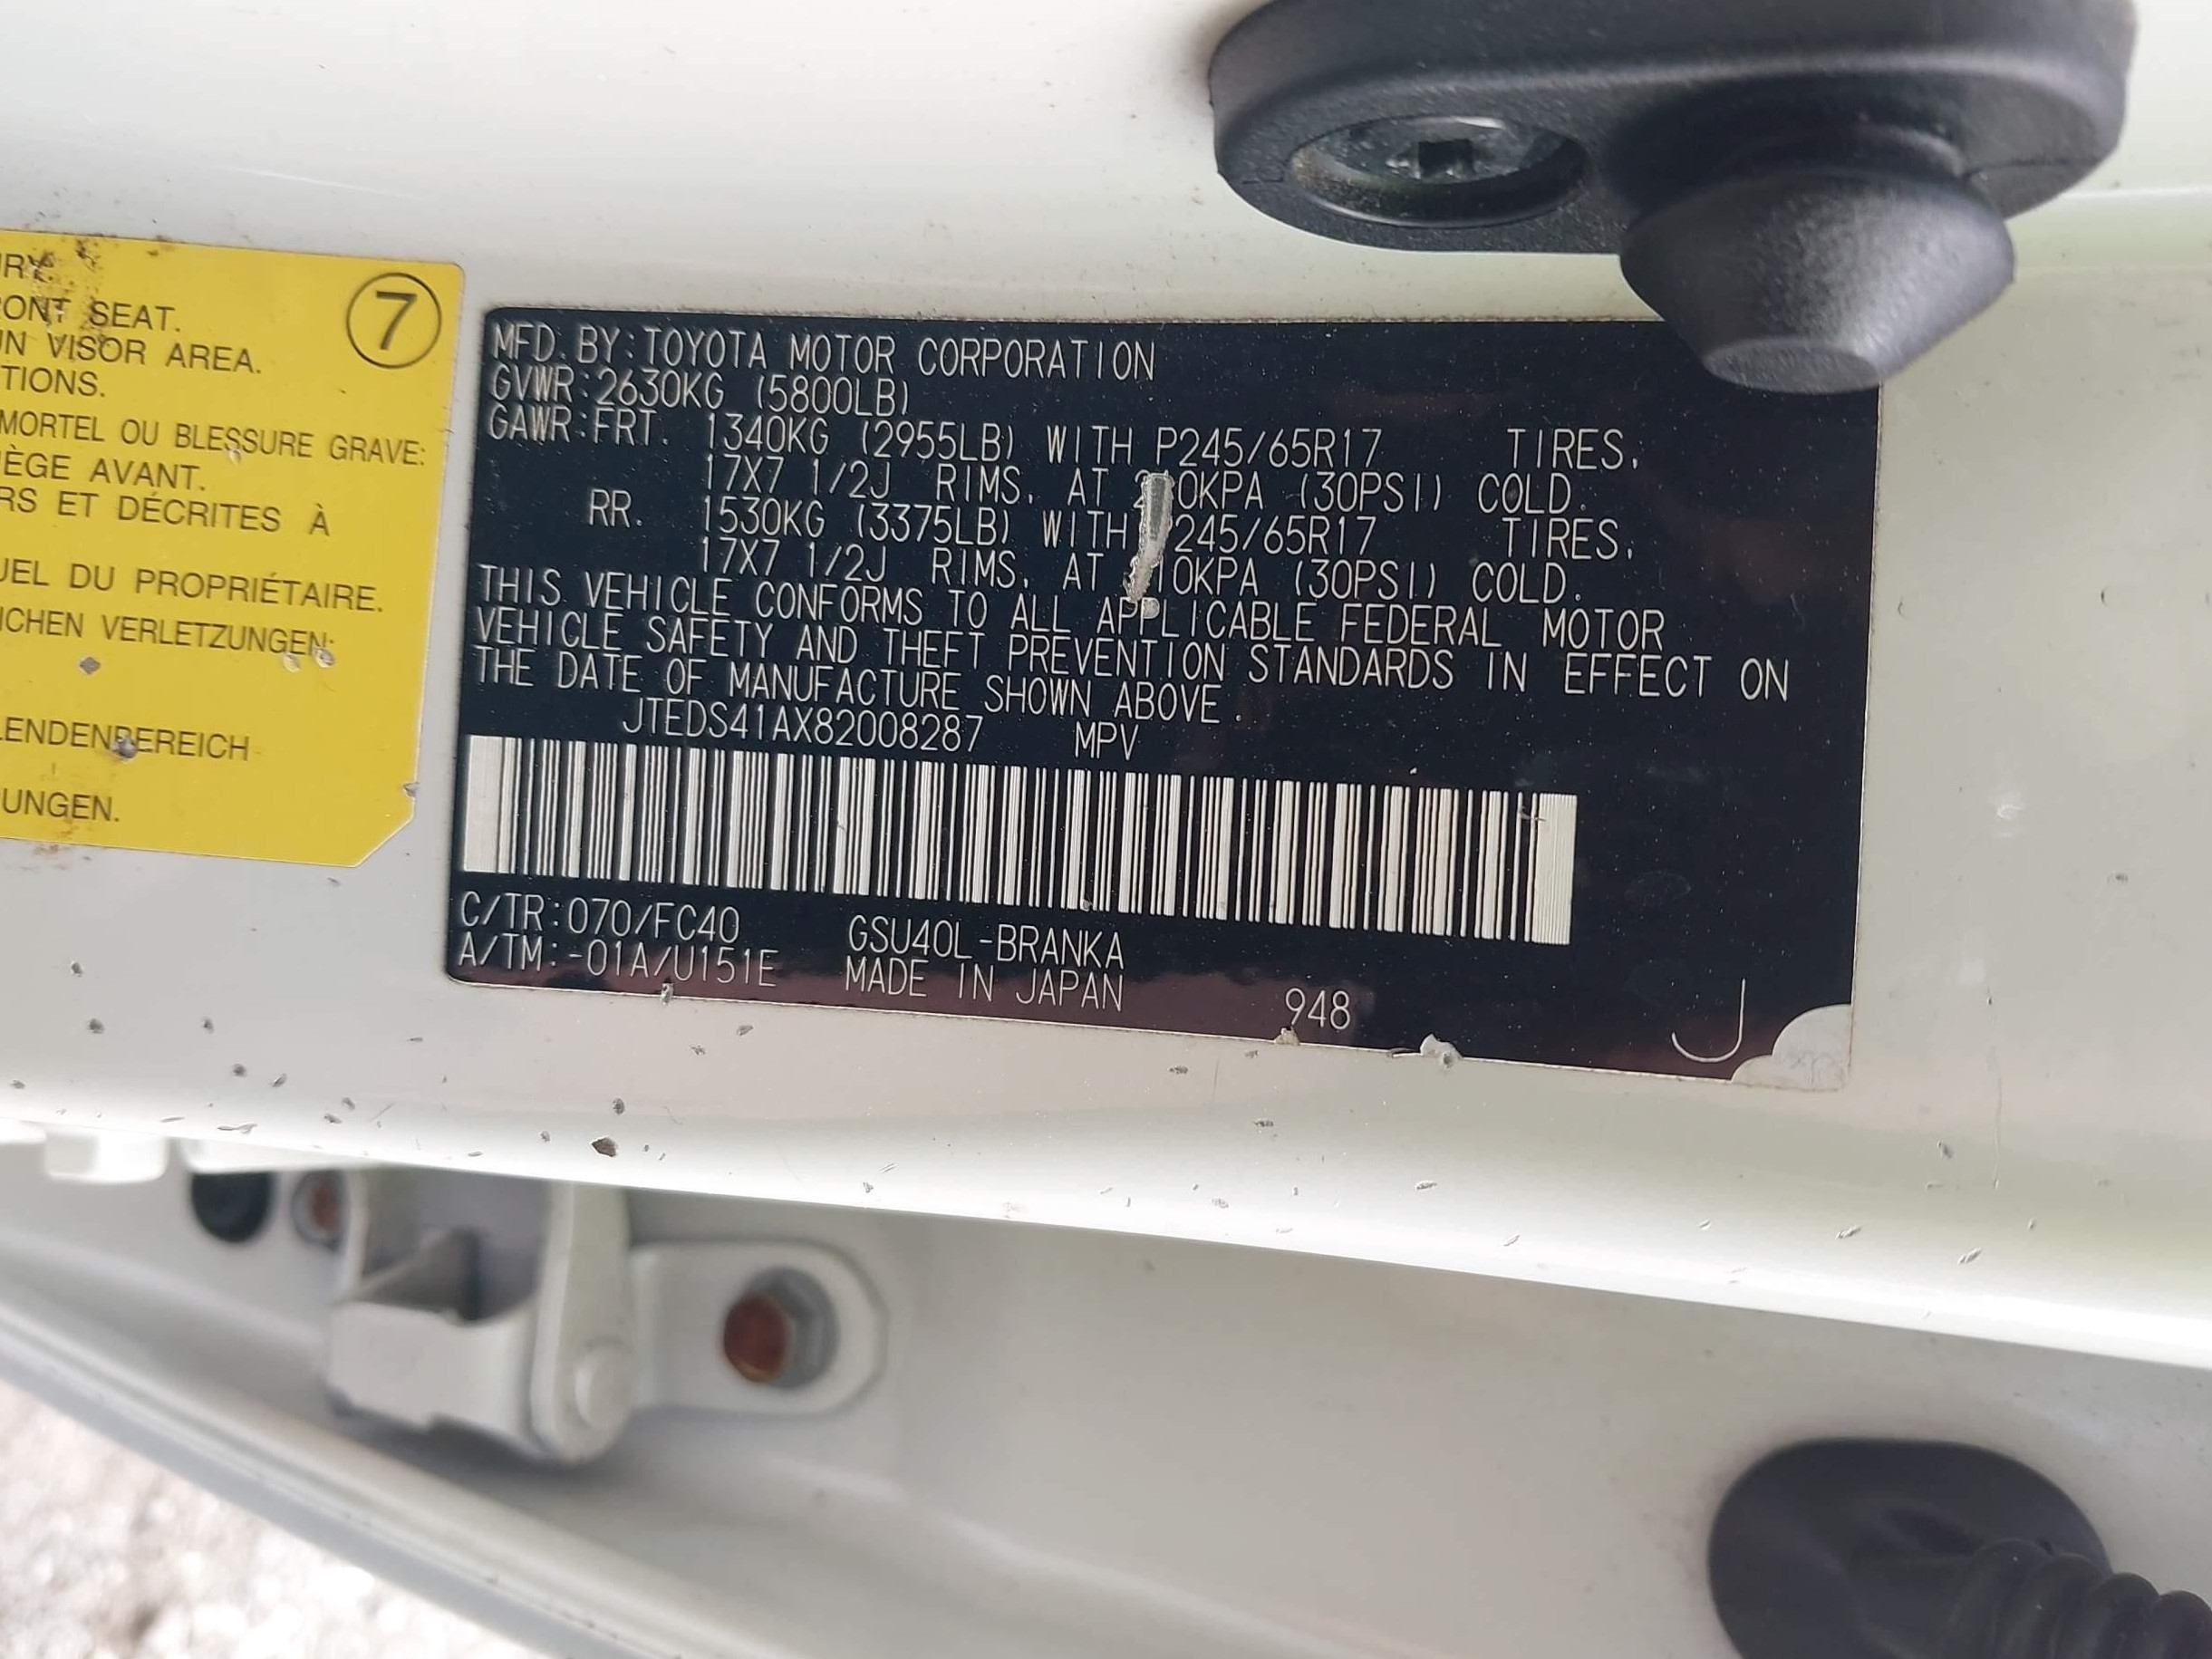 RY.
ONT SEAT.
UN VISOR AREA.
TIONS.
MORTEL OU BLESSURE GRAVE:
IÈGE AVANT.
RS ET DÉCRITES À
UEL DU PROPRIÉTAIRE.
ICHEN VERLETZUNGEN:
LENDENBEREICH
UNGEN.
7
MFD. BY:TOYOTA MOTOR CORPORATION
GVWR:2630KG (5800LB)
GAWR:FRT. 1340KG (2955LB) WITH P245/65R17 TIRES,
17X7 1/2J RIMS, AT 210KPA (30PSI) COLD.
RR. 1530KG (3375LB) WITH P245/65R17 TIRES,
17X7 1/2J RIMS, AT 210KPA (30PSI) COLD.
THIS VEHICLE CONFORMS TO ALL APPLICABLE FEDERAL MOTOR
VEHICLE SAFETY AND THEFT PREVENTION STANDARDS IN EFFECT ON
THE DATE OF MANUFACTURE SHOWN ABOVE.
JTEDS41AX82008287 MPV
C/TR:070/FC40 GSU40L-BRANKA
A/TM:-01A/U151E MADE IN JAPAN
948
J